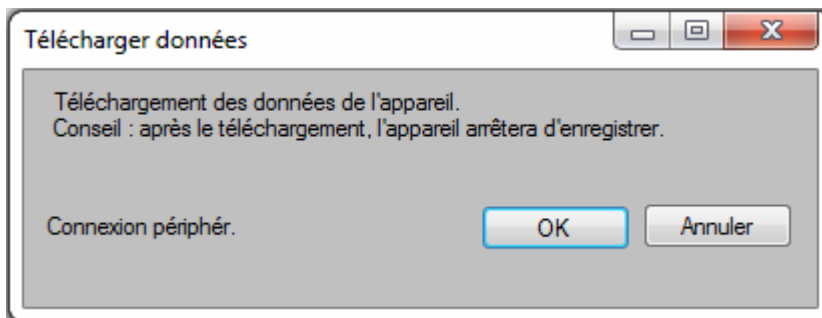 Télécharger données
Téléchargement des données de l'appareil.
Conseil : après le téléchargement, l'appareil arrêtera d'enregistrer.
Connexion périphér.
OK
Annuler